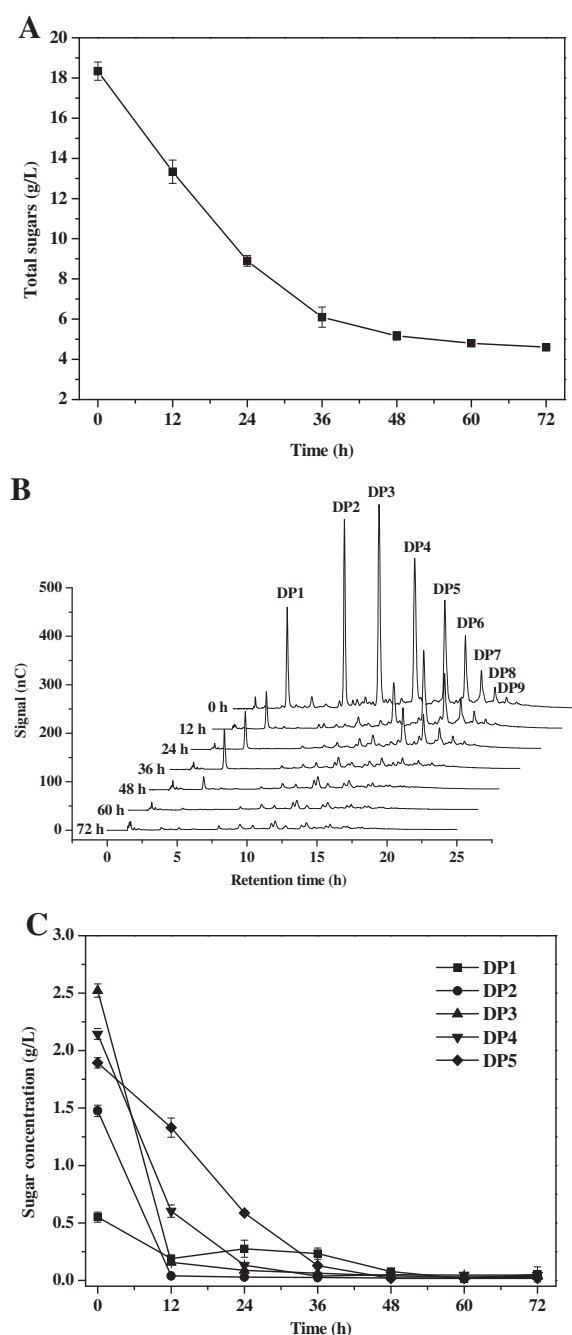 A
20
18
16
14
12
10
8
6
4
2
Total sugars (g/L)
0 12 24 36 48 60 72
Time (h)
B
DP1
DP2
DP3
DP4
DP5
DP6
DP7
DP8
DP9
500
400
300
200
100
0
Signal (nC)
0 h
12 h
24 h
36 h
48 h
60 h
72 h
0 5 10 15 20 25
Retention time (h)
C
3.0
2.5
2.0
1.5
1.0
0.5
0.0
Sugar concentration (g/L)
DP1
DP2
DP3
DP4
DP5
0 12 24 36 48 60 72
Time (h)